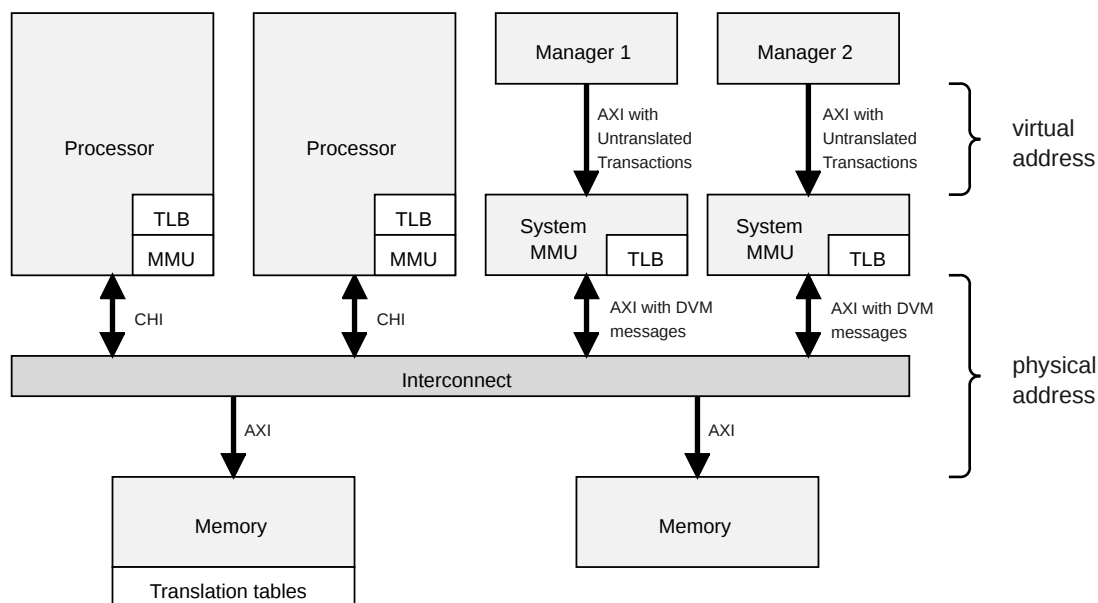 Manager 1
Manager 2
AXI with
Untranslated
Transactions
AXI with
Untranslated
Transactions
virtual
address
Processor
Processor
TLB
MMU
TLB
MMU
System
MMU
TLB
System
MMU
TLB
CHI
CHI
AXI with DVM
messages
AXI with DVM
messages
Interconnect
physical
address
AXI
AXI
Memory
Memory
Translation tables